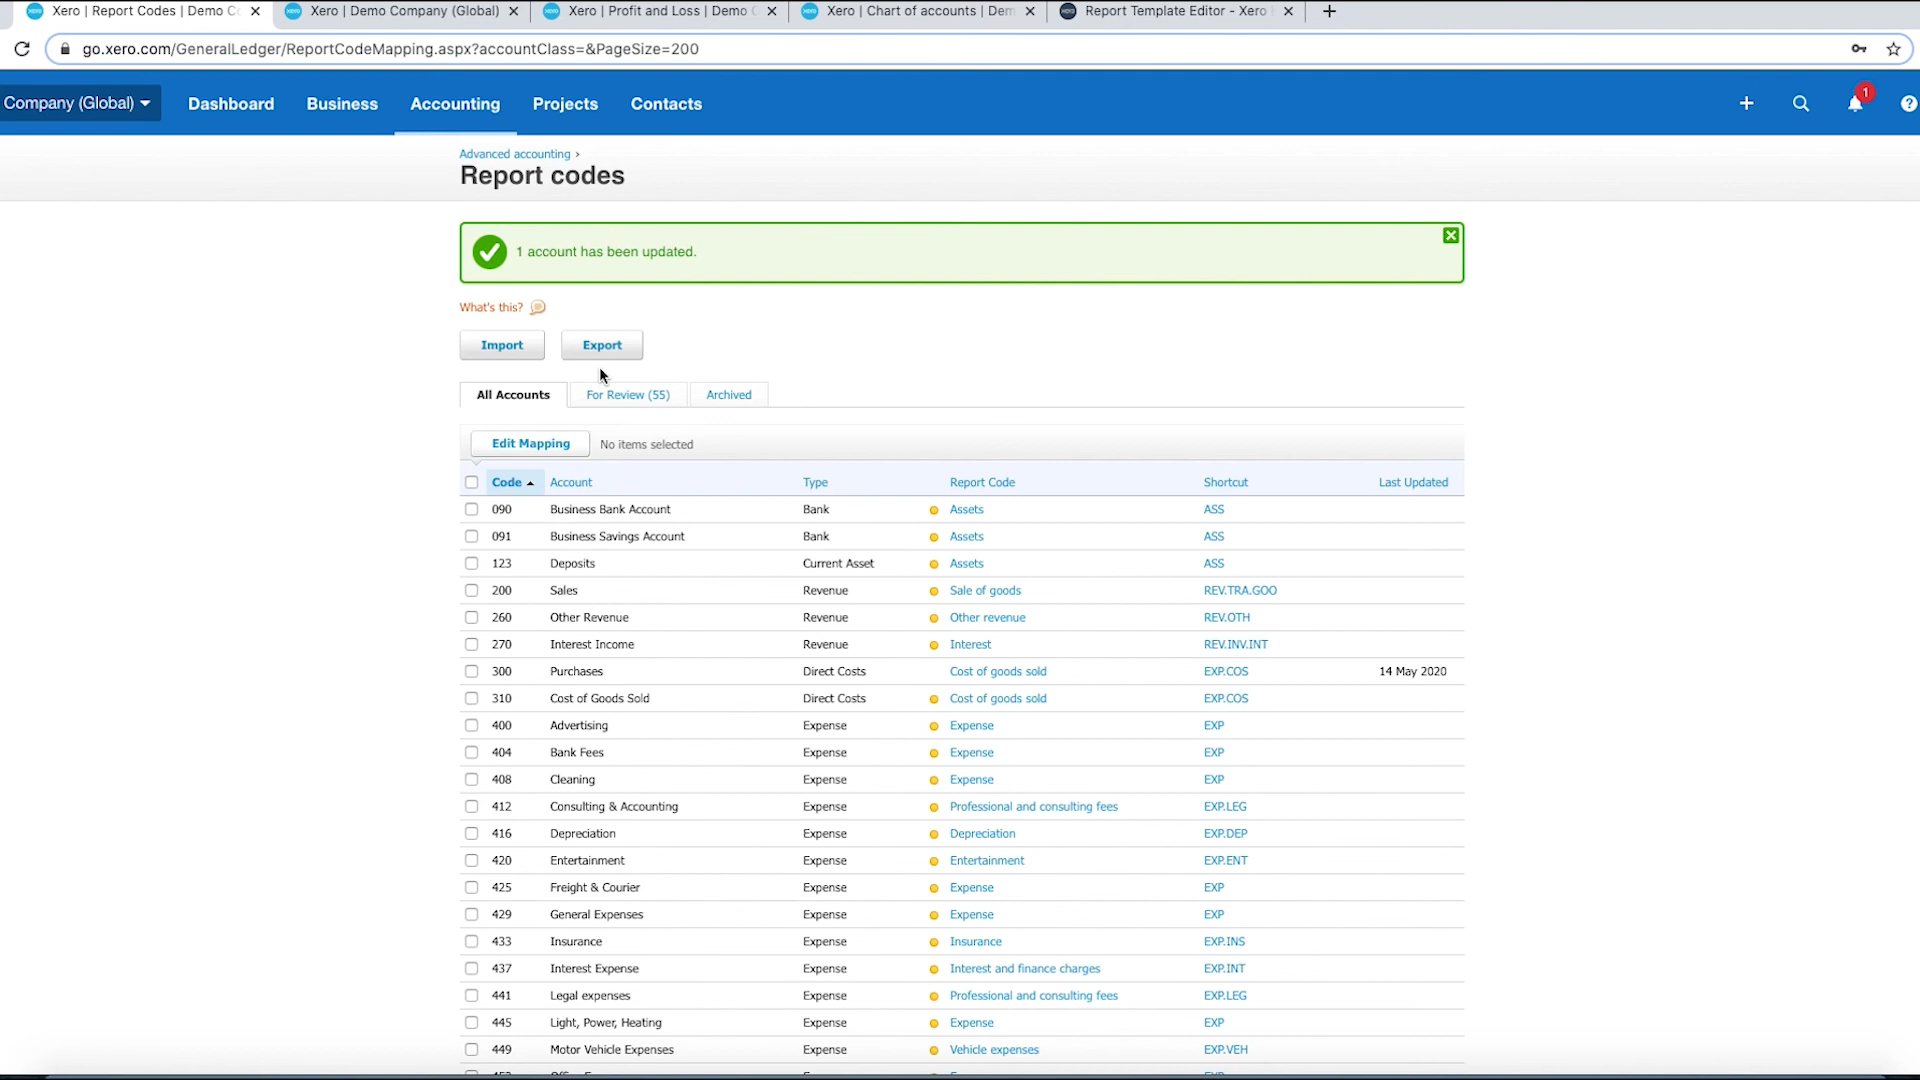 Xero | Report Codes | Demo C
Xero | Demo Company (Global)
Xero | Profit and Loss | Demo C
Xero | Chart of accounts | Dem
Report Template Editor - Xero
go.xero.com/GeneralLedger/ReportCodeMapping.aspx?accountClass=&PageSize=200
Company (Global) Dashboard Business Accounting Projects Contacts 1
Advanced accounting ›
Report codes
1 account has been updated.
What's this?
Import Export
All Accounts For Review (55) Archived
Edit Mapping No items selected
Code Account Type Report Code Shortcut Last Updated
090 Business Bank Account Bank Assets ASS
091 Business Savings Account Bank Assets ASS
123 Deposits Current Asset Assets ASS
200 Sales Revenue Sale of goods REV.TRA.GOO
260 Other Revenue Revenue Other revenue REV.OTH
270 Interest Income Revenue Interest REV.INV.INT
300 Purchases Direct Costs Cost of goods sold EXP.COS 14 May 2020
310 Cost of Goods Sold Direct Costs Cost of goods sold EXP.COS
400 Advertising Expense Expense EXP
404 Bank Fees Expense Expense EXP
408 Cleaning Expense Expense EXP
412 Consulting & Accounting Expense Professional and consulting fees EXP.LEG
416 Depreciation Expense Depreciation EXP.DEP
420 Entertainment Expense Entertainment EXP.ENT
425 Freight & Courier Expense Expense EXP
429 General Expenses Expense Expense EXP
433 Insurance Expense Insurance EXP.INS
437 Interest Expense Expense Interest and finance charges EXP.INT
441 Legal expenses Expense Professional and consulting fees EXP.LEG
445 Light, Power, Heating Expense Expense EXP
449 Motor Vehicle Expenses Expense Vehicle expenses EXP.VEH